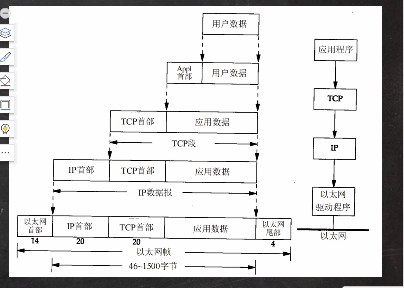 用户数据
应用程序
Appl
首部
用户数据
TCP首部
应用数据
TCP
TCP段
IP首部
TCP首部
应用数据
IP
IP数据报
以太网
驱动程序
以太网
首部
IP首部
TCP首部
应用数据
以太网
尾部
以太网
14
20
20
4
以太网帧
46~1500字节